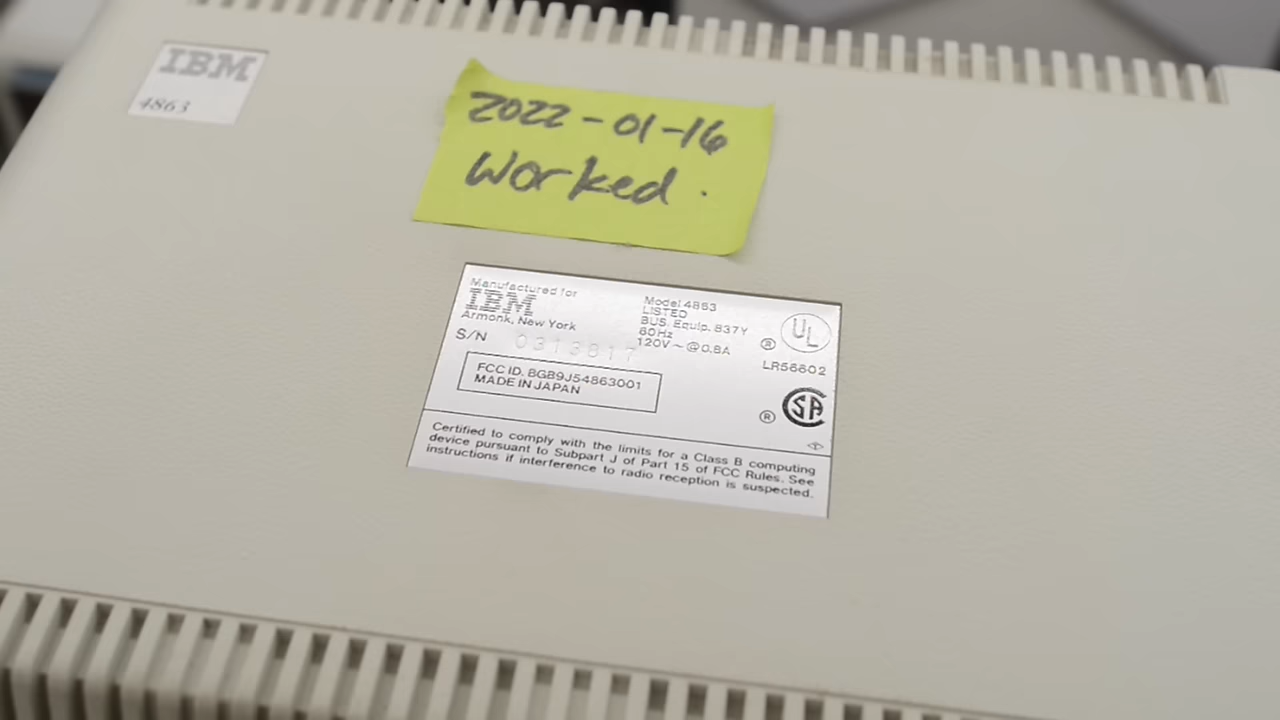 IBM
4863
2022-01-16
Worked.
Manufactured for
IBM
Armonk, New York
S/N 0313817
FCC ID. BGB9J54863001
MADE IN JAPAN
Model 4863
LISTED
BUS. Equip. 837Y
60Hz
120V~@0.8A
UL
®
LR56602
SA
®
Certified to comply with the limits for a Class B computing
device pursuant to Subpart J of Part 15 of FCC Rules. See
instructions if interference to radio reception is suspected.